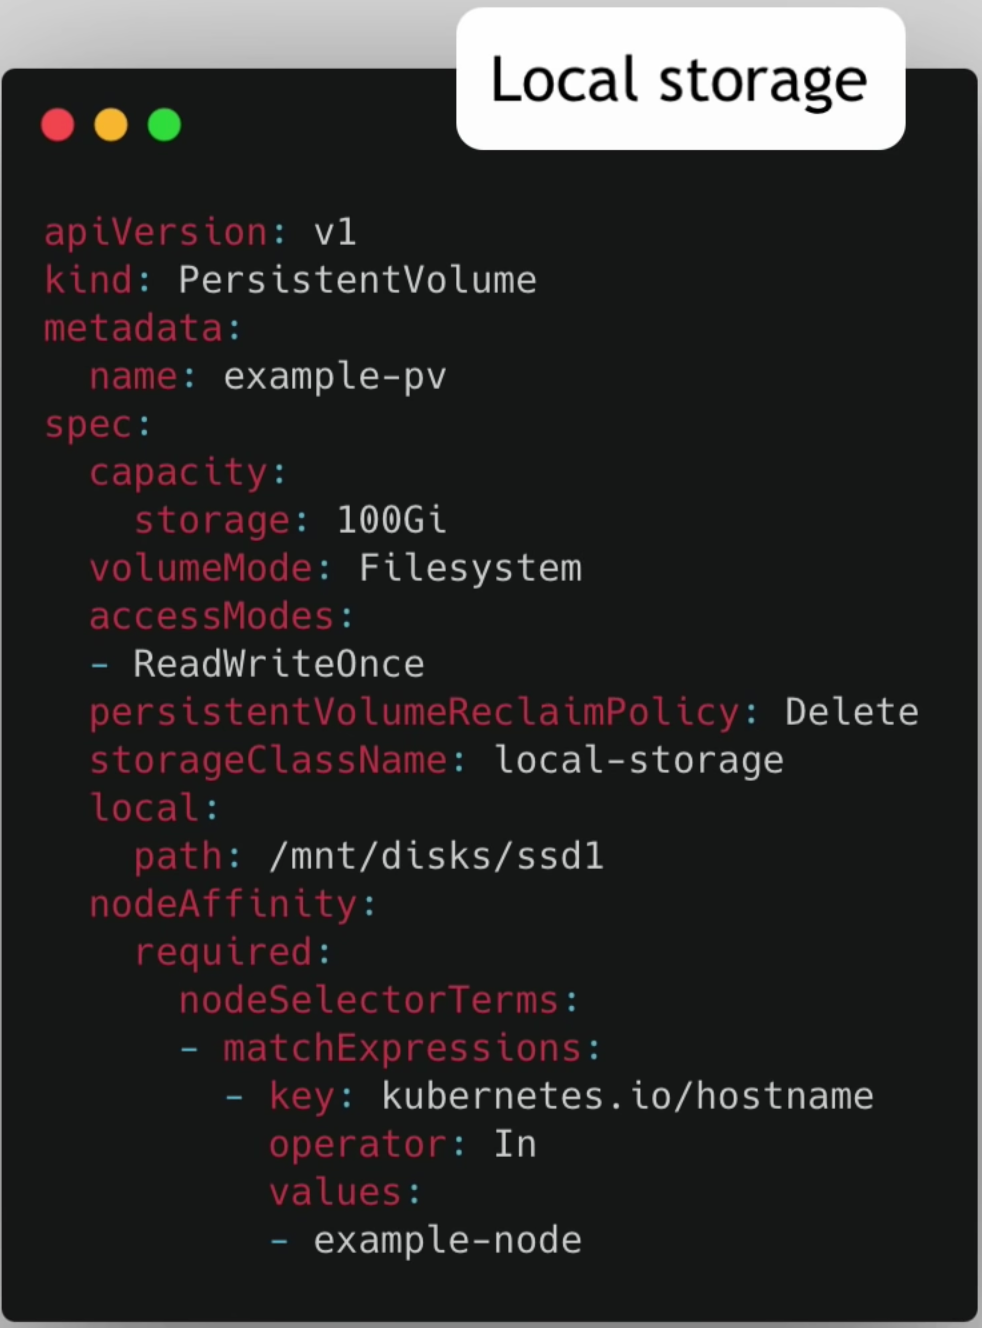 Local storage
apiVersion: v1
kind: PersistentVolume
metadata:
  name: example-pv
spec:
  capacity:
    storage: 100Gi
  volumeMode: Filesystem
  accessModes:
  - ReadWriteOnce
  persistentVolumeReclaimPolicy: Delete
  storageClassName: local-storage
  local:
    path: /mnt/disks/ssd1
  nodeAffinity:
    required:
      nodeSelectorTerms:
      - matchExpressions:
        - key: kubernetes.io/hostname
          operator: In
          values:
          - example-node